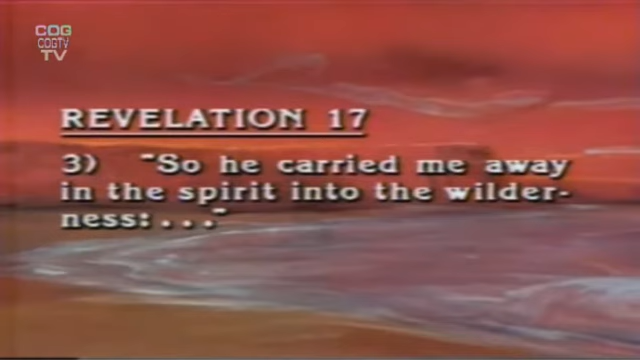 COG
COGTV
TV
REVELATION 17
3) "So he carried me away
in the spirit into the wilder-
ness: . . ."